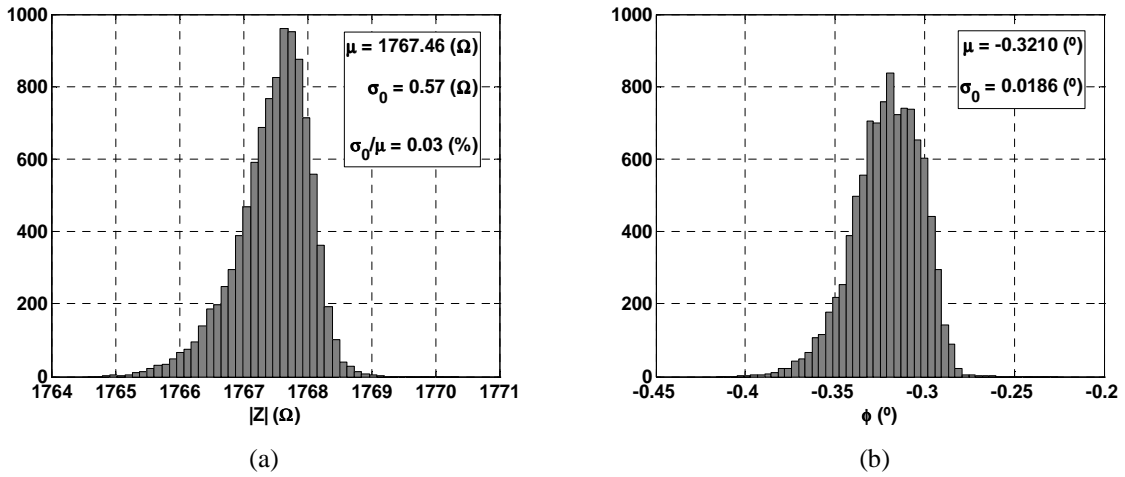 1000
800
600
400
200
0
1764 1765 1766 1767 1768 1769 1770 1771
|Z| (Ω)
μ = 1767.46 (Ω)
σ0 = 0.57 (Ω)
σ0/μ = 0.03 (%)
(a)
1000
800
600
400
200
0
-0.45 -0.4 -0.35 -0.3 -0.25 -0.2
ϕ (º)
μ = -0.3210 (º)
σ0 = 0.0186 (º)
(b)